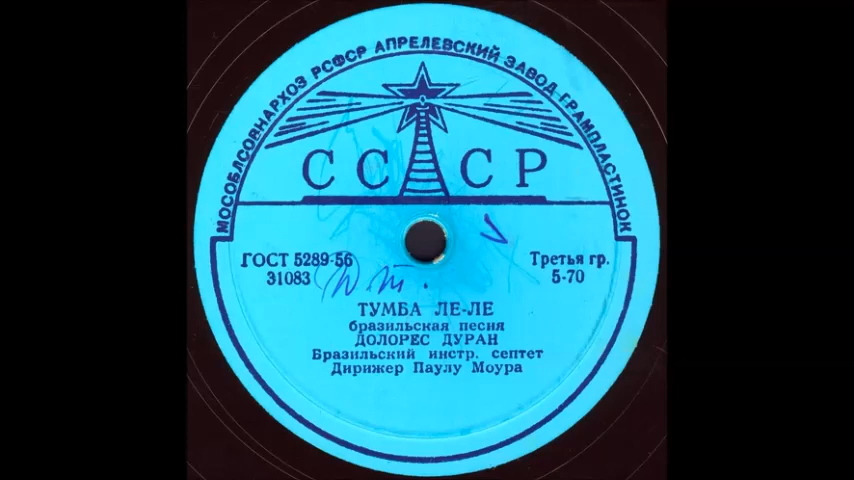 МОСОБЛСОВНАРХОЗ РСФСР АПРЕЛЕВСКИЙ ЗАВОД ГРАМПЛАСТИНОК
СССР
ГОСТ 5289-56
31083
Третья гр.
5-70
ТУМБА ЛЕ-ЛЕ
бразильская песня
ДОЛОРЕС ДУРАН
Бразильский инстр. септет
Дирижер Паулу Моура